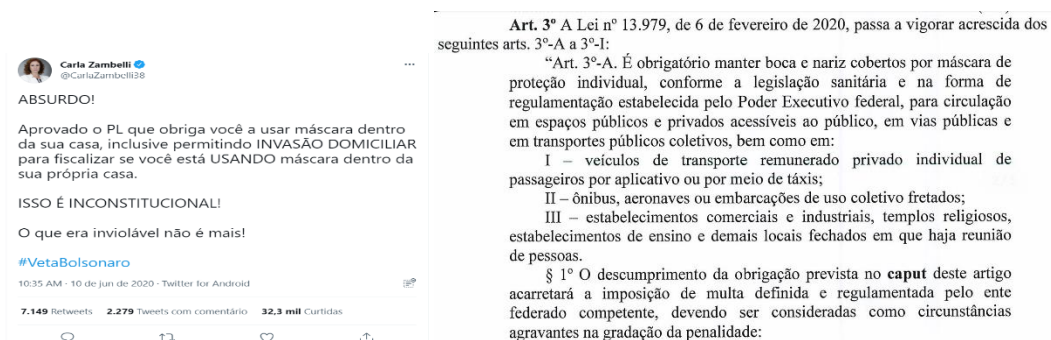 Carla Zambelli
@CarlaZambelli38
ABSURDO!
Aprovado o PL que obriga você a usar máscara dentro
da sua casa, inclusive permitindo INVASÃO DOMICILIAR
para fiscalizar se você está USANDO máscara dentro da
sua própria casa.
ISSO É INCONSTITUCIONAL!
O que era inviolável não é mais!
#VetaBolsonaro
10:35 AM · 10 de jun de 2020 · Twitter for Android
7.149 Retweets 2.279 Tweets com comentário 32,3 mil Curtidas
Art. 3º A Lei nº 13.979, de 6 de fevereiro de 2020, passa a vigorar acrescida dos
seguintes arts. 3º-A a 3º-I:
“Art. 3º-A. É obrigatório manter boca e nariz cobertos por máscara de
proteção individual, conforme a legislação sanitária e na forma de
regulamentação estabelecida pelo Poder Executivo federal, para circulação
em espaços públicos e privados acessíveis ao público, em vias públicas e
em transportes públicos coletivos, bem como em:
I – veículos de transporte remunerado privado individual de
passageiros por aplicativo ou por meio de táxis;
II – ônibus, aeronaves ou embarcações de uso coletivo fretados;
III – estabelecimentos comerciais e industriais, templos religiosos,
estabelecimentos de ensino e demais locais fechados em que haja reunião
de pessoas.
§ 1º O descumprimento da obrigação prevista no caput deste artigo
acarretará a imposição de multa definida e regulamentada pelo ente
federado competente, devendo ser consideradas como circunstâncias
agravantes na gradação da penalidade: